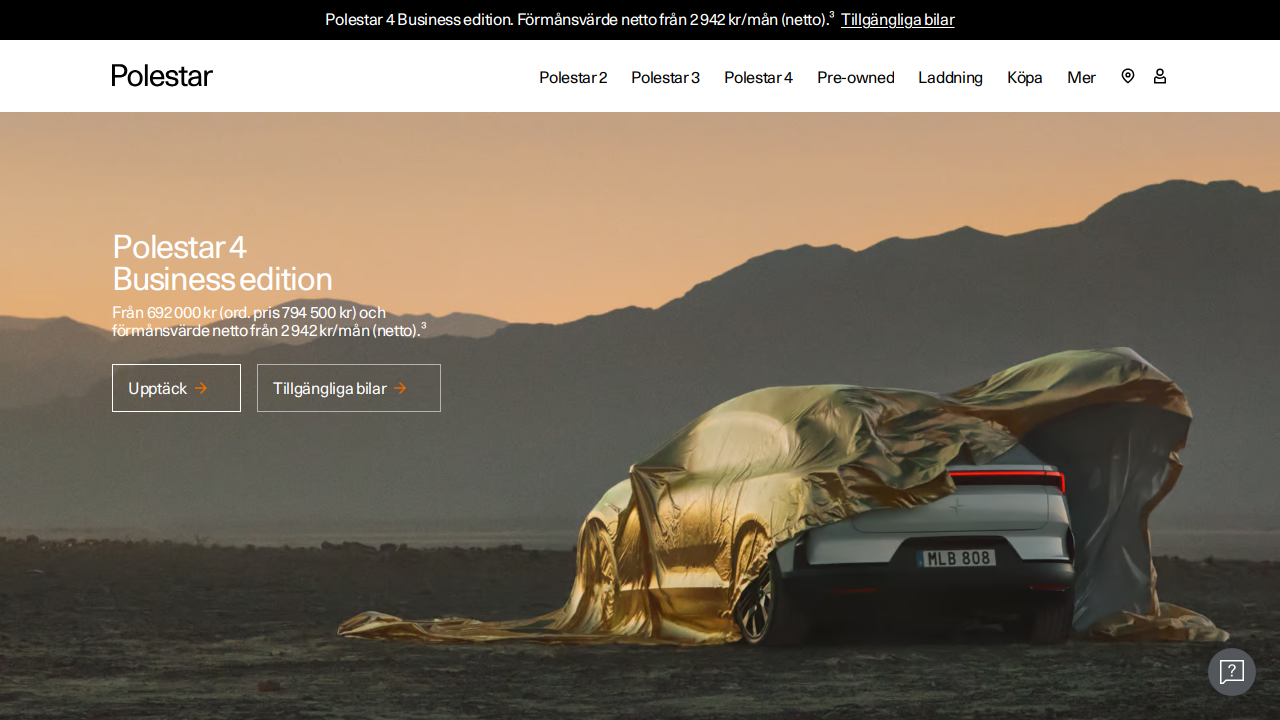 Polestar 4 Business edition. Förmånsvärde netto från 2 942 kr/mån (netto).³ Tillgängliga bilar
Polestar
Polestar 2
Polestar 3
Polestar 4
Pre-owned
Laddning
Köpa
Mer
Polestar 4
Business edition
Från 692 000 kr (ord. pris 794 500 kr) och
förmånsvärde netto från 2 942 kr/mån (netto).³
Upptäck
Tillgängliga bilar
MLB 808